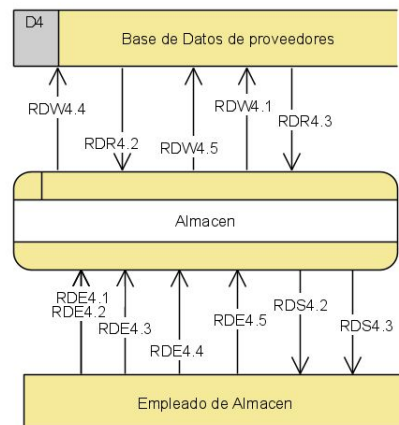 D4
Base de Datos de proveedores
RDW4.4
RDR4.2
RDW4.5
RDW4.1
RDR4.3
Almacen
RDE4.1
RDE4.2
RDE4.3
RDE4.4
RDE4.5
RDS4.2
RDS4.3
Empleado de Almacen